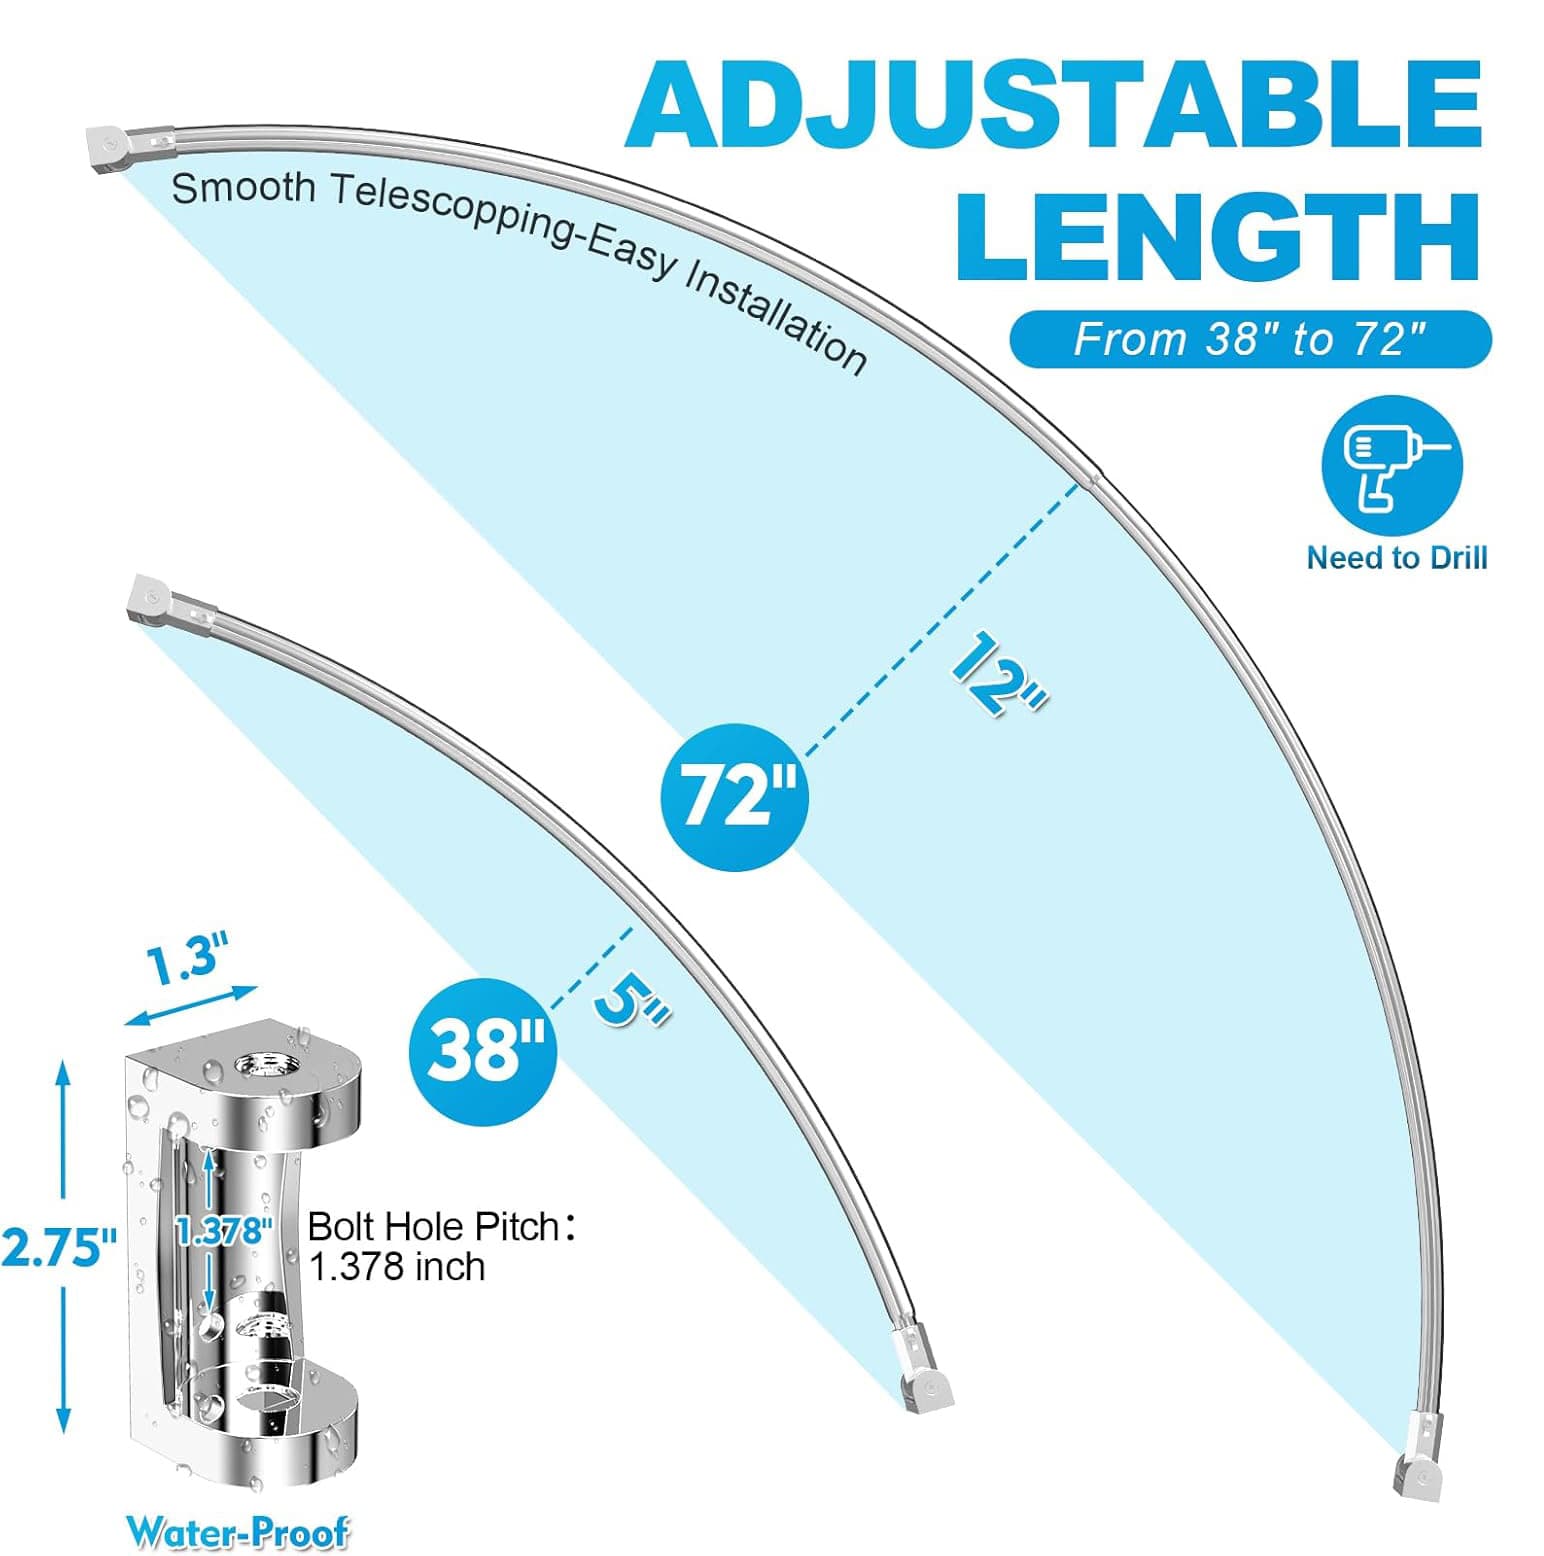 ADJUSTABLE
LENGTH
From 38" to 72"
Smooth Telescopping-Easy Installation
Need to Drill
12"
72"
5"
38"
1.3"
2.75"
1.378"
Bolt Hole Pitch:
1.378 inch
Water-Proof